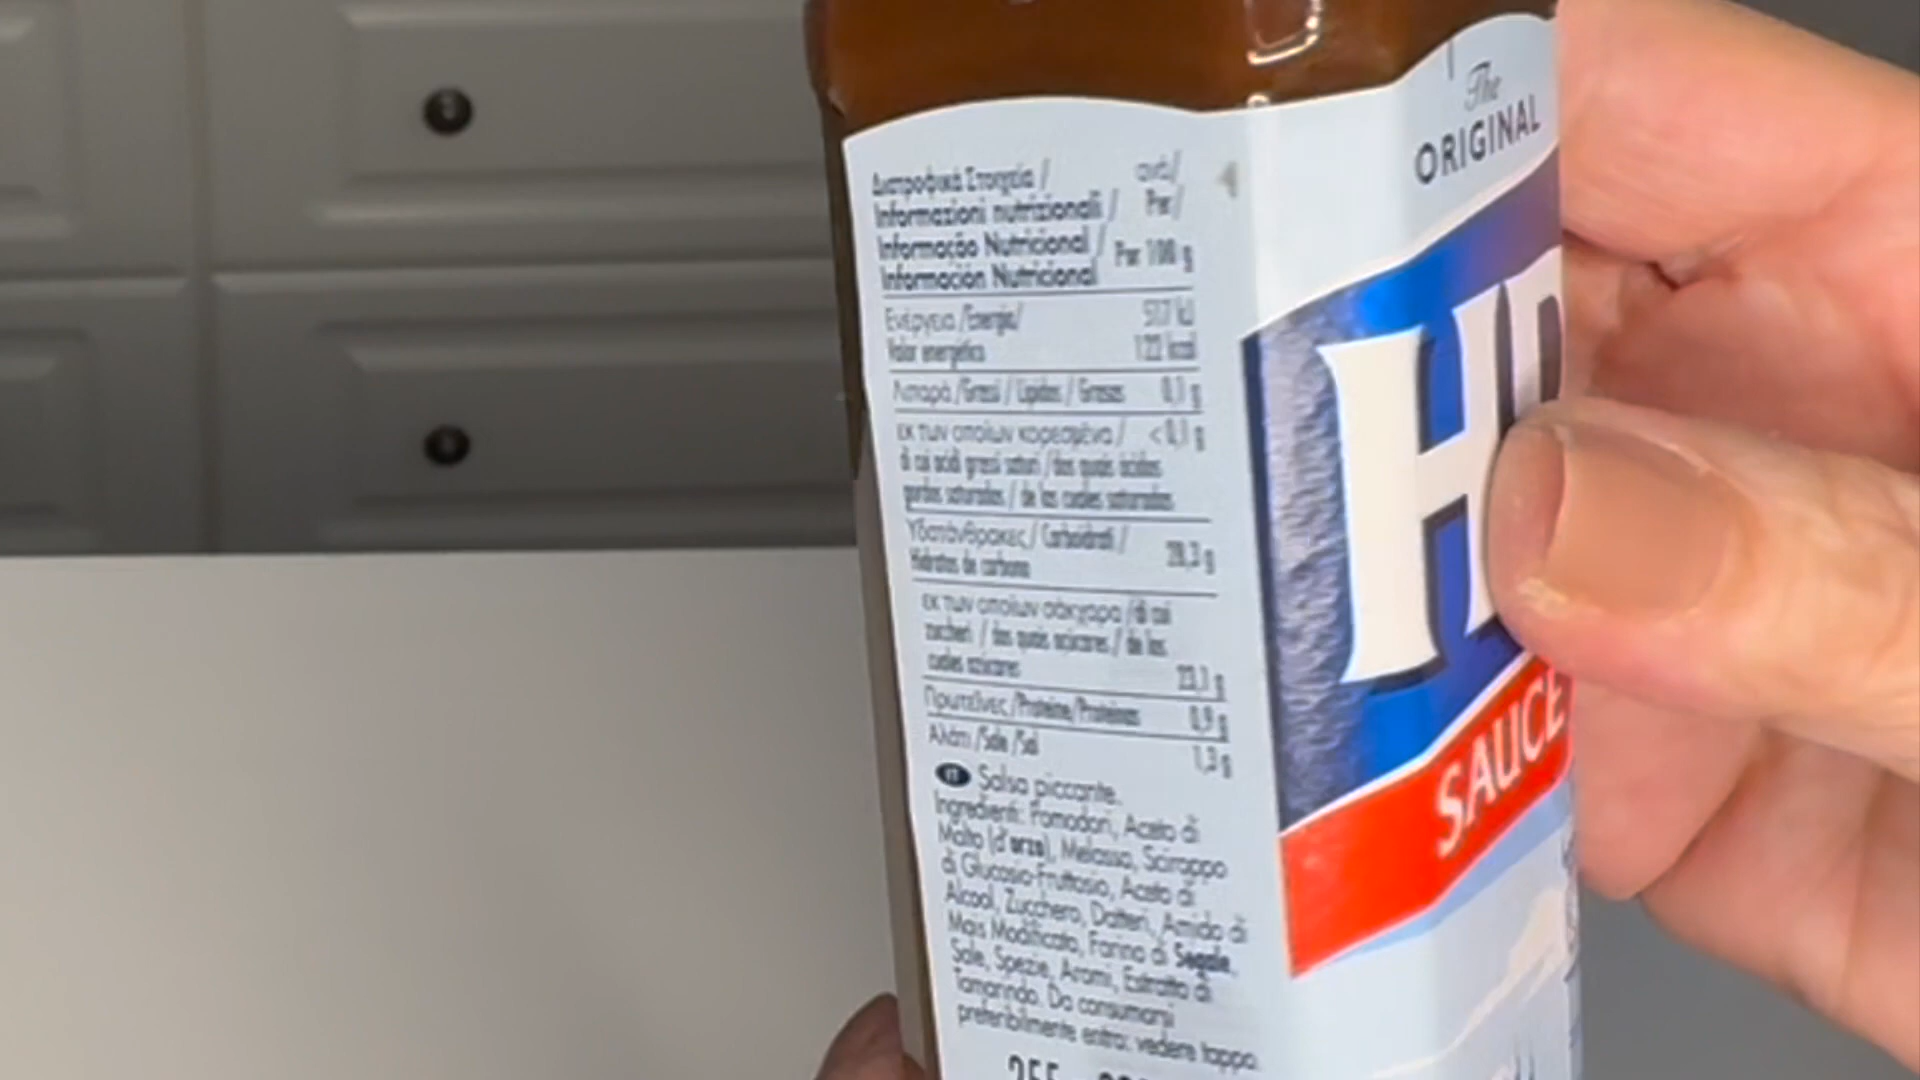 Διατροφικά Στοιχεία / ανά/
Informazioni nutrizionali / Per/
Informação Nutricional / Por 100 g
Información Nutricional
Ενέργεια /Energia/ 517 kJ
Valor energético 122 kcal
Λιπαρά /Grassi / Lípidos / Grasas 0,1 g
εκ των οποίων κορεσμένα / <0,1 g
di cui acidi grassi saturi / dos quais ácidos
gordos saturados / de las cuales saturadas
Υδατάνθρακες / Carboidrati /
Hidratos de carbono 28,3 g
εκ των οποίων σάκχαρα /di cui
zuccheri / dos quais açúcares / de los
cuales azúcares 23,1 g
Πρωτεΐνες /Proteine/Proteínas 0,9 g
Αλάτι /Sale /Sal 1,3 g
IT Salsa piccante.
Ingredienti: Pomodori, Aceto di
Malto (d'orzo), Melassa, Sciroppo
di Glucosio-Fruttosio, Aceto di
Alcool, Zucchero, Datteri, Amido di
Mais Modificato, Farina di Segale,
Sale, Spezie, Aromi, Estratto di
Tamarindo. Da consumarsi
preferibilmente entro: vedere tappo.
The
ORIGINAL
HP
SAUCE